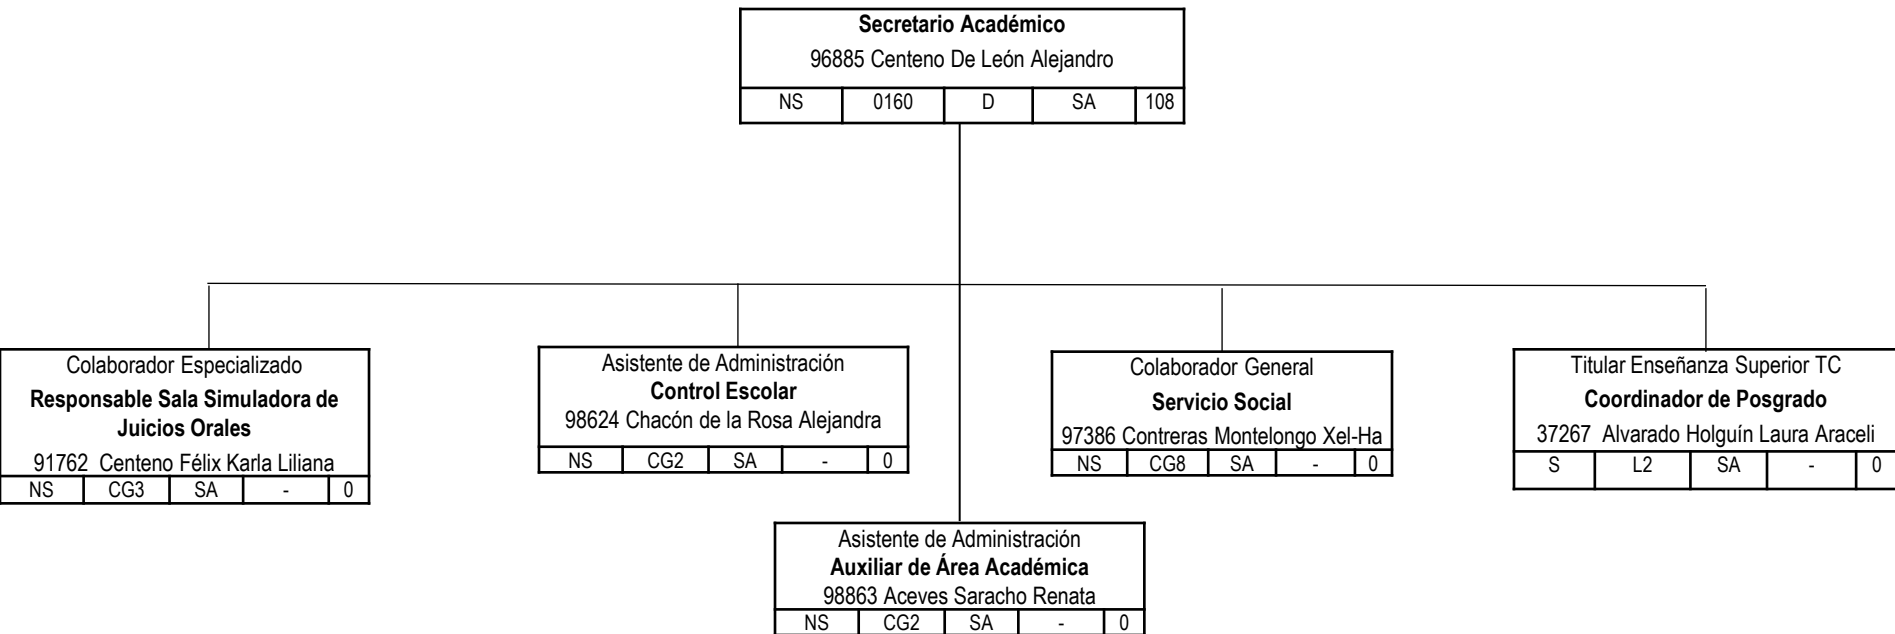 Secretario Académico
96885 Centeno De León Alejandro
NS 0160 D SA 108
Colaborador Especializado
Responsable Sala Simuladora de
Juicios Orales
91762 Centeno Félix Karla Liliana
NS CG3 SA - 0
Asistente de Administración
Control Escolar
98624 Chacón de la Rosa Alejandra
NS CG2 SA - 0
Colaborador General
Servicio Social
97386 Contreras Montelongo Xel-Ha
NS CG8 SA - 0
Titular Enseñanza Superior TC
Coordinador de Posgrado
37267 Alvarado Holguín Laura Araceli
S L2 SA - 0
Asistente de Administración
Auxiliar de Área Académica
98863 Aceves Saracho Renata
NS CG2 SA - 0